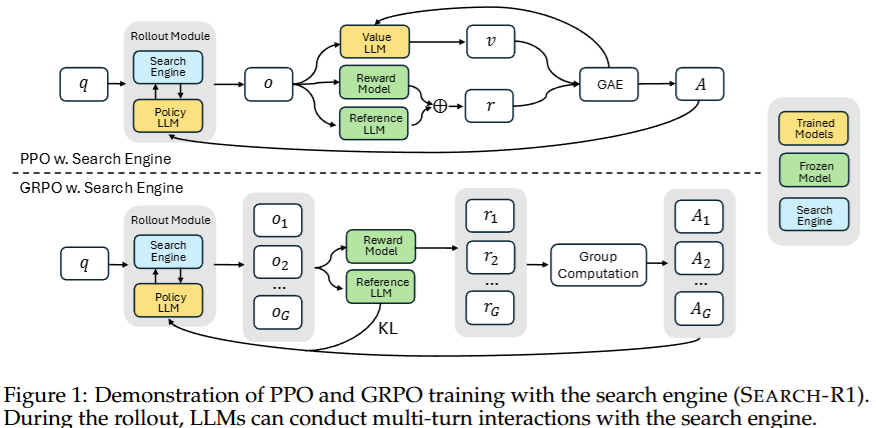 Rollout Module
Search
Engine
Policy
LLM
q
o
Value
LLM
Reward
Model
Reference
LLM
v
⊕
r
GAE
A
PPO w. Search Engine
GRPO w. Search Engine
Rollout Module
Search
Engine
Policy
LLM
q
o₁
o₂
...
o_G
Reward
Model
Reference
LLM
KL
r₁
r₂
...
r_G
Group
Computation
A₁
A₂
...
A_G
Trained
Models
Frozen
Model
Search
Engine
Figure 1: Demonstration of PPO and GRPO training with the search engine (SEARCH-R1).
During the rollout, LLMs can conduct multi-turn interactions with the search engine.